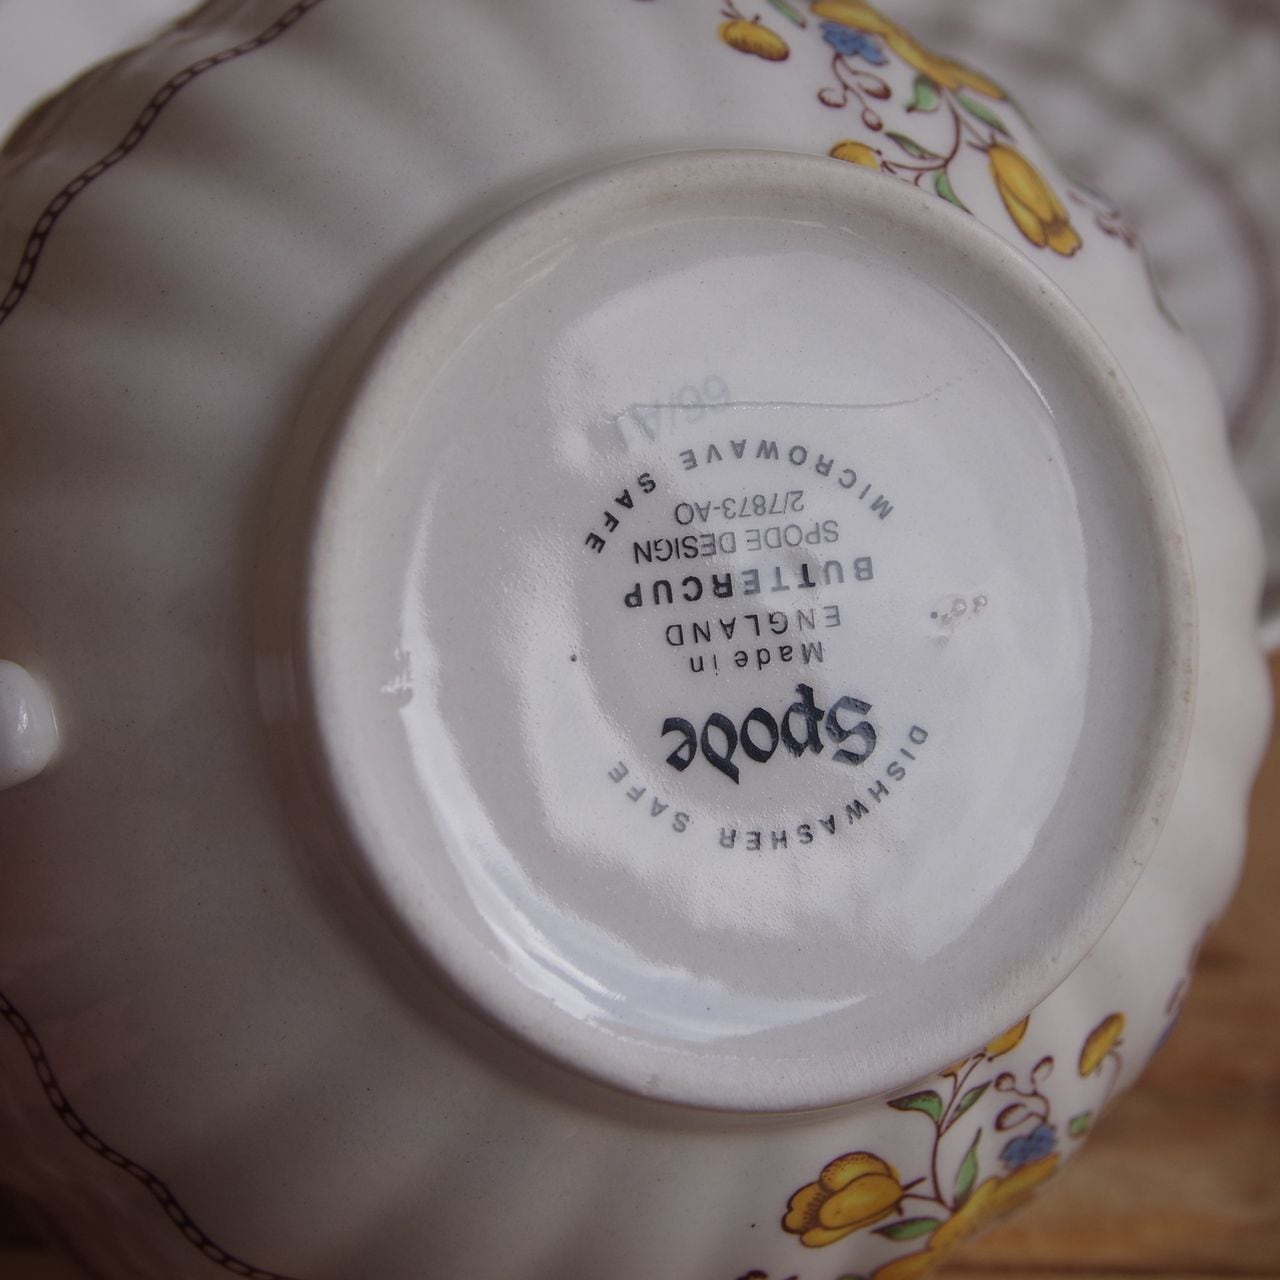 DISHWASHER SAFE
Spode
Made in
ENGLAND
BUTTERCUP
SPODE DESIGN
2/7873-AO
MICROWAVE SAFE